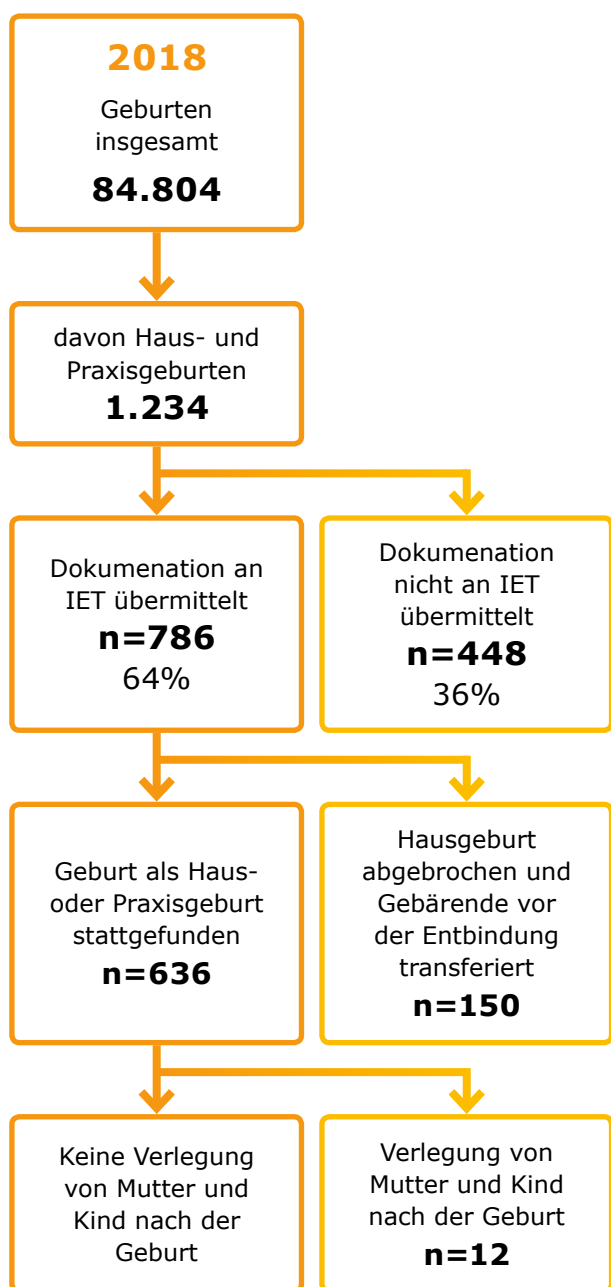 2018
Geburten
insgesamt
84.804
davon Haus- und
Praxisgeburten
1.234
Dokumenation an
IET übermittelt
n=786
64%
Dokumenation
nicht an IET
übermittelt
n=448
36%
Geburt als Haus-
oder Praxisgeburt
stattgefunden
n=636
Hausgeburt
abgebrochen und
Gebärende vor
der Entbindung
transferiert
n=150
Keine Verlegung
von Mutter und
Kind nach der
Geburt
Verlegung von
Mutter und Kind
nach der Geburt
n=12